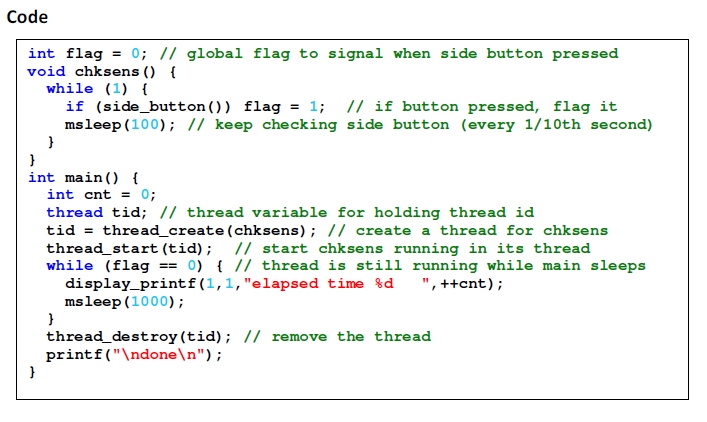 Code
int flag = 0; // global flag to signal when side button pressed
void chksens() {
while (1) {
if (side_button()) flag = 1; // if button pressed, flag it
msleep(100); // keep checking side button (every 1/10th second)
}
}
int main() {
int cnt = 0;
thread tid; // thread variable for holding thread id
tid = thread_create(chksens); // create a thread for chksens
thread_start(tid); // start chksens running in its thread
while (flag == 0) { // thread is still running while main sleeps
display_printf(1,1,"elapsed time %d   ",++cnt);
msleep(1000);
}
thread_destroy(tid); // remove the thread
printf("\ndone\n");
}